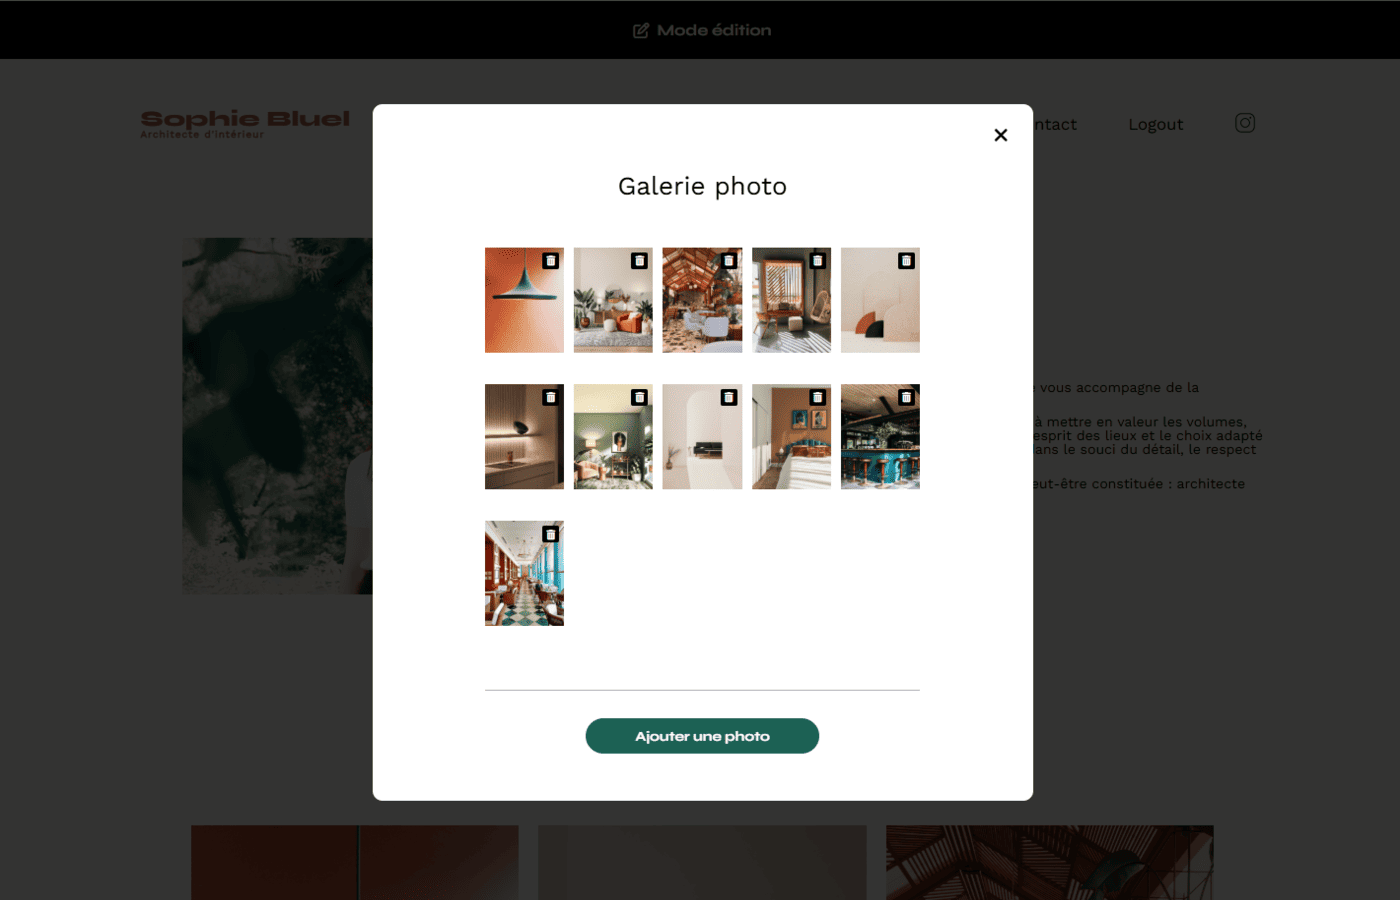 Mode édition
Sophie Bluel
Architecte d'intérieur
ntact
Logout
Galerie photo
vous accompagne de la
à mettre en valeur les volumes,
esprit des lieux et le choix adapté
ans le souci du détail, le respect
eut-être constituée : architecte
Ajouter une photo